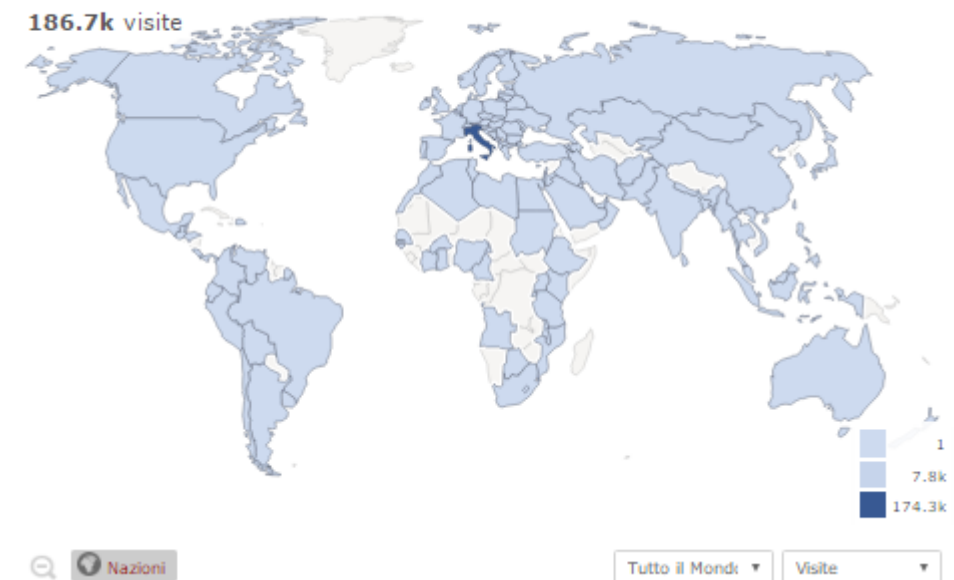 186.7k visite
1
7.8k
174.3k
Nazioni
Tutto il Mond
Visite